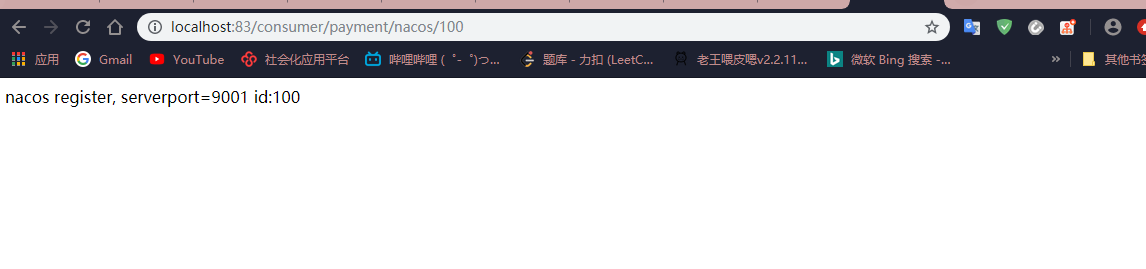 localhost:83/consumer/payment/nacos/100
应用 Gmail YouTube 社会化应用平台 哔哩哔哩 (゜-゜)つ... 题库 - 力扣 (LeetC... 老王喂皮嗯v2.2.11... 微软 Bing 搜索 -... » 其他书签
nacos register, serverport=9001 id:100